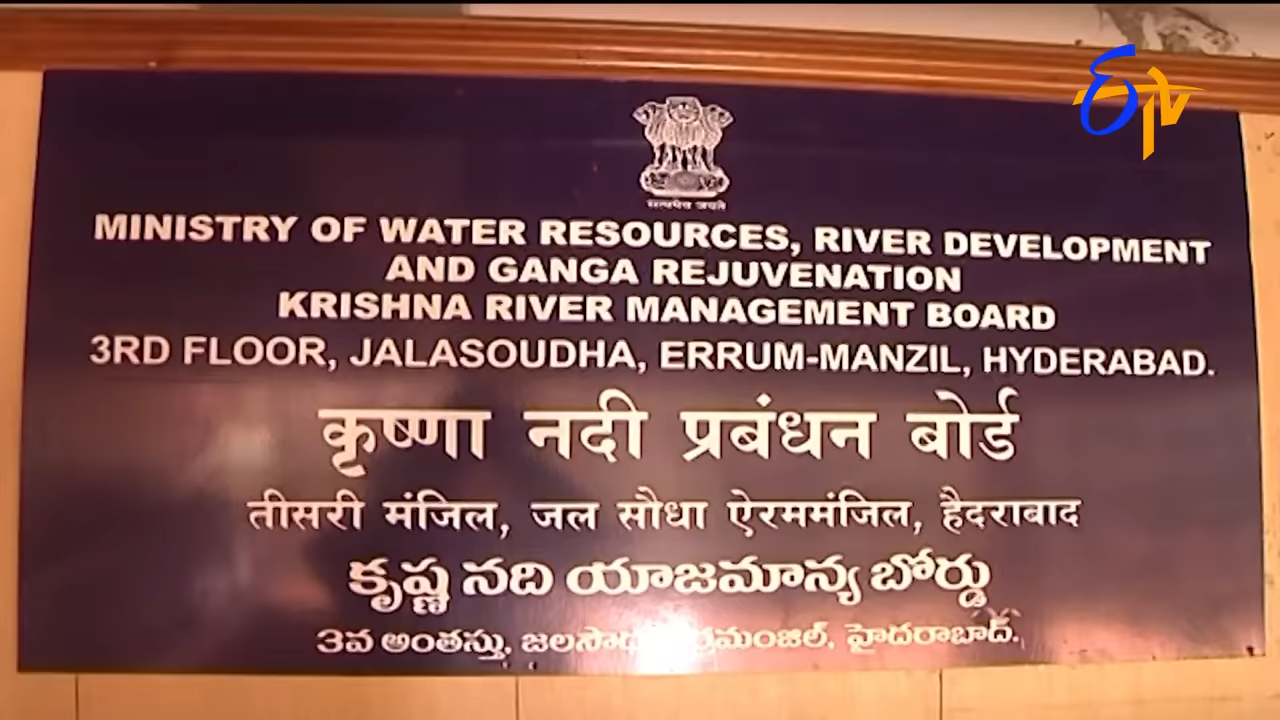 ETV
सत्यमेव जयते
MINISTRY OF WATER RESOURCES, RIVER DEVELOPMENT
AND GANGA REJUVENATION
KRISHNA RIVER MANAGEMENT BOARD
3RD FLOOR, JALASOUDHA, ERRUM-MANZIL, HYDERABAD.
कृष्णा नदी प्रबंधन बोर्ड
तीसरी मंजिल, जल सौधा ऐरममंजिल, हैदराबाद
కృష్ణ నది యాజమాన్య బోర్డు
3వ అంతస్తు, హైదరాబాద్.